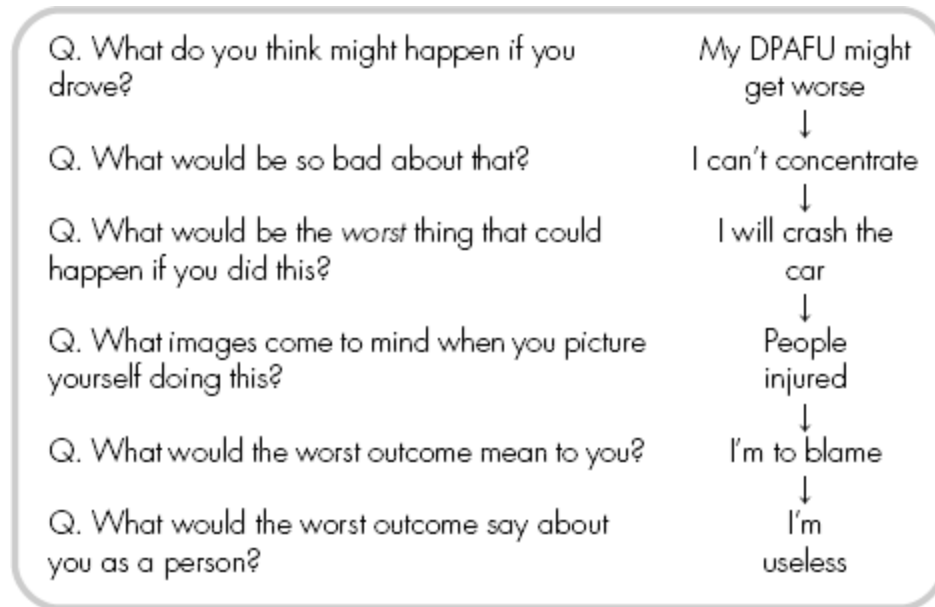 Q. What do you think might happen if you
drove?
My DPAFU might
get worse
↓
Q. What would be so bad about that?
I can't concentrate
↓
Q. What would be the worst thing that could
happen if you did this?
I will crash the
car
↓
Q. What images come to mind when you picture
yourself doing this?
People
injured
↓
Q. What would the worst outcome mean to you?
I'm to blame
↓
Q. What would the worst outcome say about
you as a person?
I'm
useless